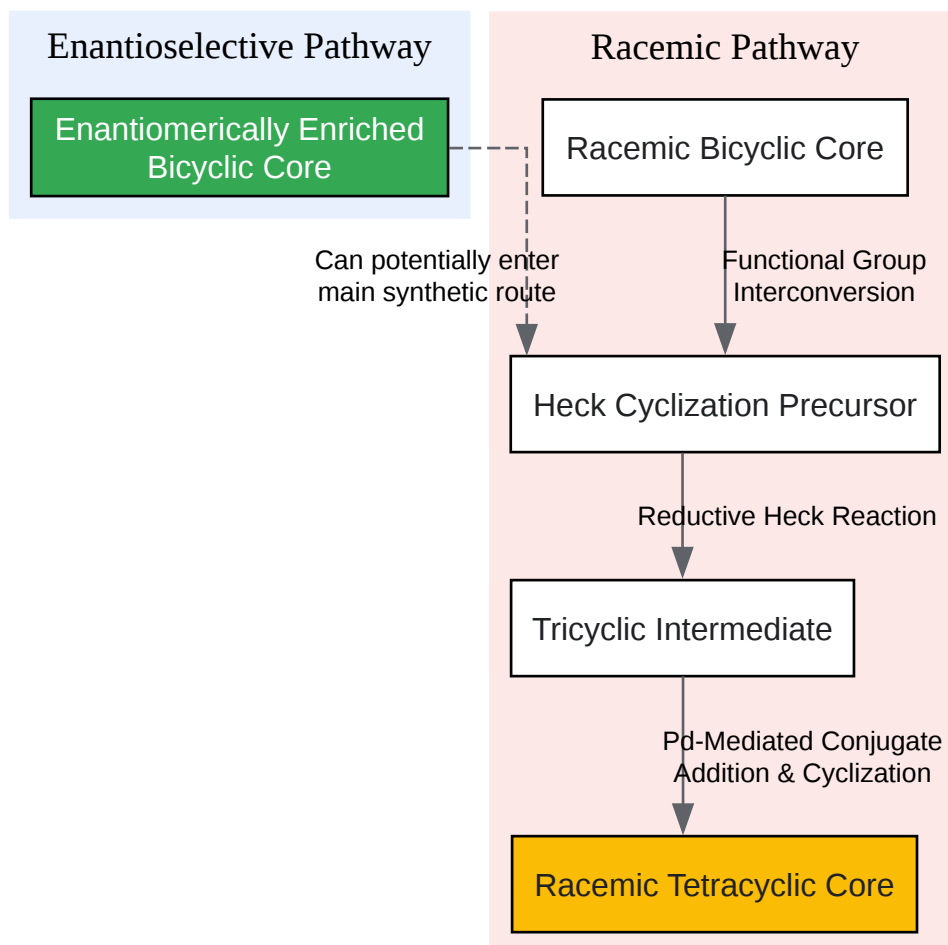 Enantioselective Pathway
Racemic Pathway
Enantiomerically Enriched
Bicyclic Core
Racemic Bicyclic Core
Can potentially enter
main synthetic route
Functional Group
Interconversion
Heck Cyclization Precursor
Reductive Heck Reaction
Tricyclic Intermediate
Pd-Mediated Conjugate
Addition & Cyclization
Racemic Tetracyclic Core